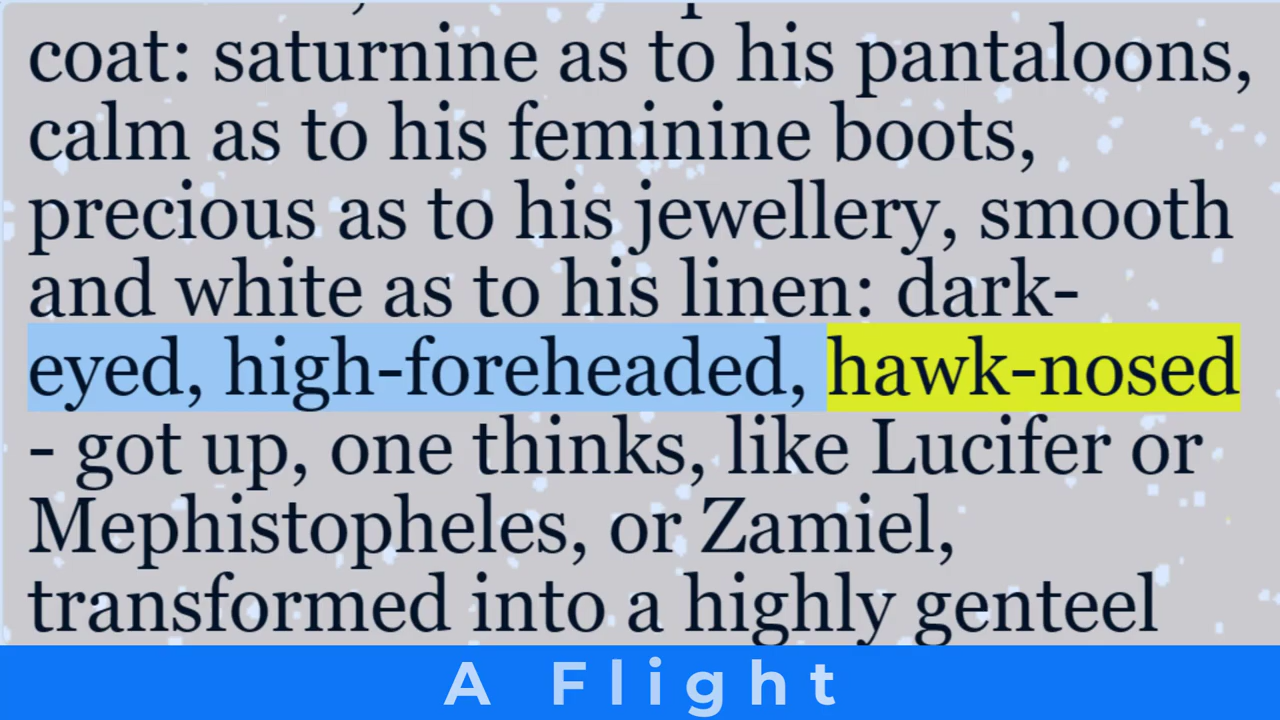 coat: saturnine as to his pantaloons,
calm as to his feminine boots,
precious as to his jewellery, smooth
and white as to his linen: dark-
eyed, high-foreheaded, hawk-nosed
- got up, one thinks, like Lucifer or
Mephistopheles, or Zamiel,
transformed into a highly genteel
A Flight